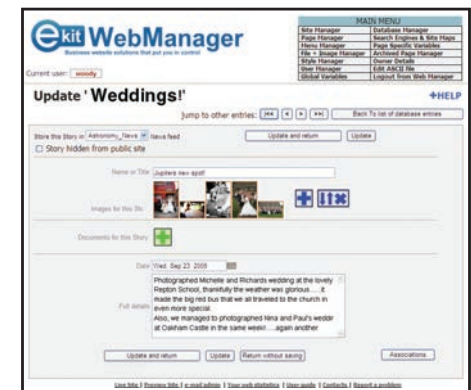 ekit WebManager
Business website solutions that put you in control
MAIN MENU
Site Manager Database Manager
Page Manager Search Engines & Site Maps
Menu Manager Page Specific Variables
File + Image Manager Archived Page Manager
Style Manager Owner Details
User Manager Edit ASCII file
Global Variables Logout from Web Manager
Current user: woody
Update 'Weddings!'
+HELP
jump to other entries: Back To list of database entries
Store this Story in Astronomy_News News feed Update and return Update
Story hidden from public site
Name or Title Jupiters new spot!
Images for this
Documents for this Story
Date Wed Sep 23 2009
Full details Photographed Michelle and Richards wedding at the lovely
Repton School, thankfully the weather was glorious.....it
made the big red bus that we all traveled to the church in
even more special.
Also, we managed to photographed Nina and Paul's weddir
at Oakham Castle in the same week!....again another
Update and return Update Return without saving Associations
Live Site | Preview Site | e-mail admin | Your web statistics | User guide | Contacts | Report a problem